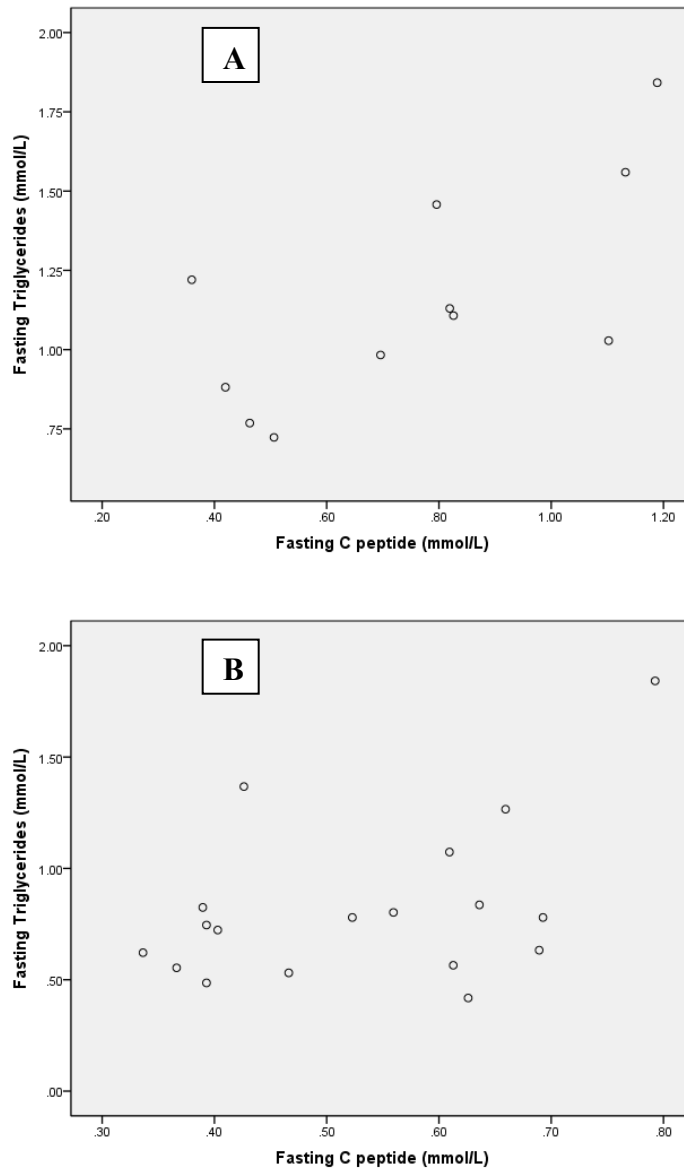 A
2.00
1.75
1.50
1.25
1.00
.75
Fasting Triglycerides (mmol/L)
.20 .40 .60 .80 1.00 1.20
Fasting C peptide (mmol/L)
B
2.00
1.50
1.00
.50
.00
Fasting Triglycerides (mmol/L)
.30 .40 .50 .60 .70 .80
Fasting C peptide (mmol/L)